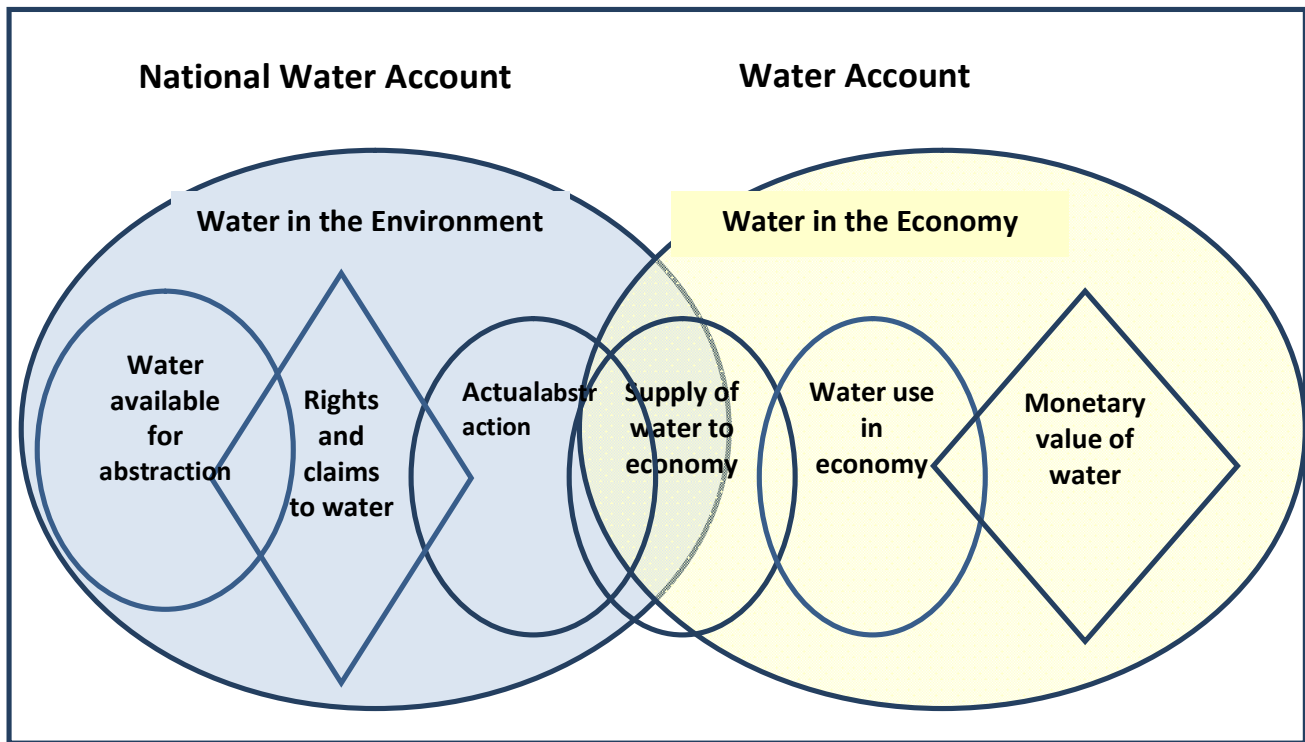 National Water Account
Water Account
Water in the Environment
Water in the Economy
Water
available
for
abstraction
Rights
and
claims
to water
Actualabstr
action
Supply of
water to
economy
Water use
in
economy
Monetary
value of
water